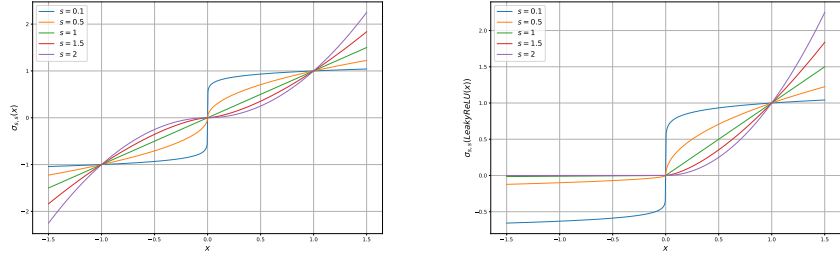 s = 0.1
s = 0.5
s = 1
s = 1.5
s = 2
2
1
0
−1
−2
σs,s(x)
−1.5 −1.0 −0.5 0.0 0.5 1.0 1.5
x
s = 0.1
s = 0.5
s = 1
s = 1.5
s = 2
2.0
1.5
1.0
0.5
0.0
−0.5
σs,s(LeakyReLU(x))
−1.5 −1.0 −0.5 0.0 0.5 1.0 1.5
x